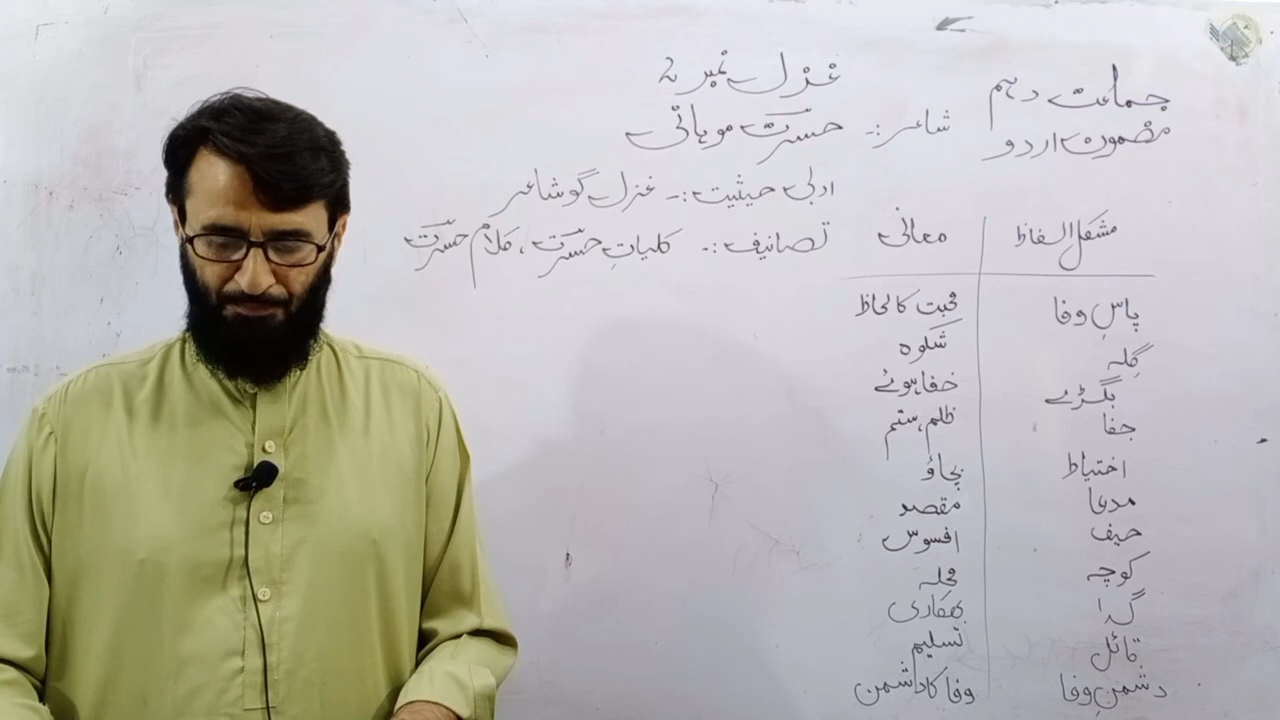 جماعت دہم
مضمون اردو
غزل نمبر ۲
شاعر :۔ حسرت موہانی
ادبی حیثیت :۔ غزل گو شاعر
تصانیف :۔ کلیاتِ حسرت ، کلام حسرت
مشکل الفاظ معانی
پاسِ وفا محبت کا لحاظ
گِلہ شکوہ
بگڑے خفا ہوئے
جفا ظلم، ستم
اختیاط بچاؤ
مدعا مقصد
حیف افسوس
کوچہ محلہ
گدا بھکاری
قائل تسلیم
دشمنِ وفا وفا کا دشمن